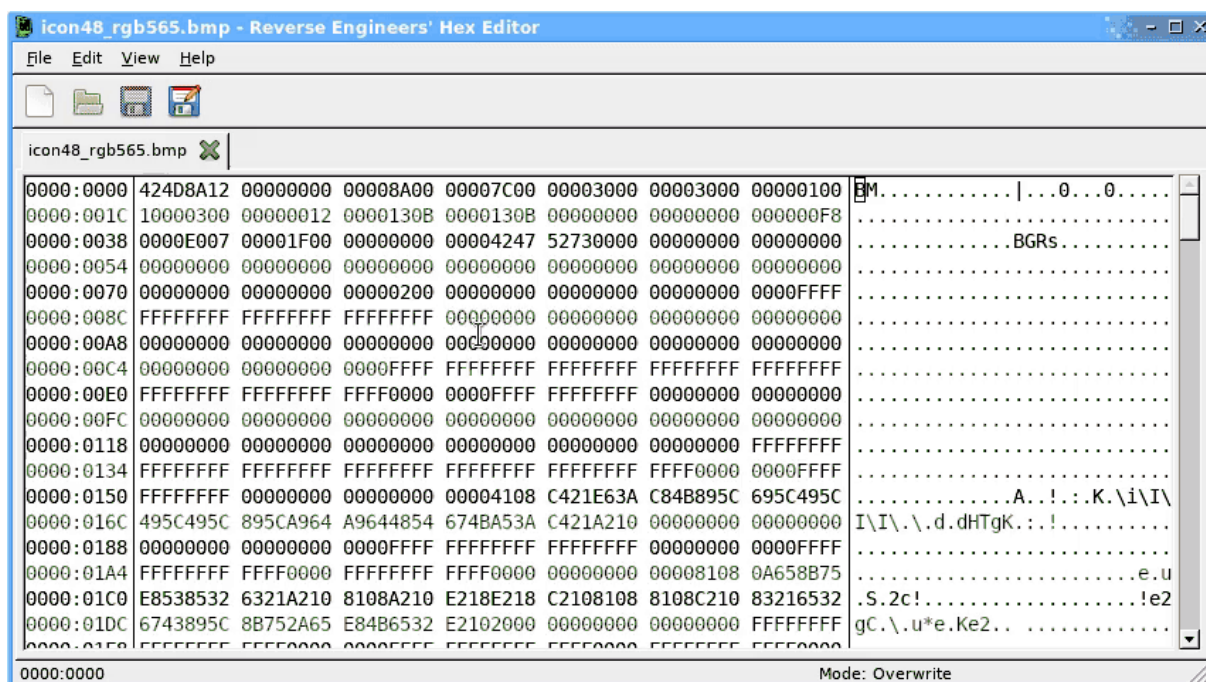 icon48_rgb565.bmp - Reverse Engineers' Hex Editor
File Edit View Help
icon48_rgb565.bmp
0000:0000 424D8A12 00000000 00008A00 00007C00 00003000 00003000 00000100 BM............|...0...0.....
0000:001C 10000300 00000012 0000130B 0000130B 00000000 00000000 000000F8 ............................
0000:0038 0000E007 00001F00 00000000 00004247 52730000 00000000 00000000 ..............BGRs..........
0000:0054 00000000 00000000 00000000 00000000 00000000 00000000 00000000 ............................
0000:0070 00000000 00000000 00000200 00000000 00000000 00000000 0000FFFF ............................
0000:008C FFFFFFFF FFFFFFFF FFFFFFFF 00000000 00000000 00000000 00000000 ............................
0000:00A8 00000000 00000000 00000000 00000000 00000000 00000000 00000000 ............................
0000:00C4 00000000 00000000 0000FFFF FFFFFFFF FFFFFFFF FFFFFFFF FFFFFFFF ............................
0000:00E0 FFFFFFFF FFFFFFFF FFFF0000 0000FFFF FFFFFFFF 00000000 00000000 ............................
0000:00FC 00000000 00000000 00000000 00000000 00000000 00000000 00000000 ............................
0000:0118 00000000 00000000 00000000 00000000 00000000 00000000 FFFFFFFF ............................
0000:0134 FFFFFFFF FFFFFFFF FFFFFFFF FFFFFFFF FFFFFFFF FFFF0000 0000FFFF ............................
0000:0150 FFFFFFFF 00000000 00000000 00004108 C421E63A C84B895C 695C495C ..............A..!.:.K.\i\I\
0000:016C 495C495C 895CA964 A9644854 674BA53A C421A210 00000000 00000000 I\I\.\.d.dHTgK.:.!..........
0000:0188 00000000 00000000 0000FFFF FFFFFFFF FFFFFFFF 00000000 0000FFFF ............................
0000:01A4 FFFFFFFF FFFF0000 FFFFFFFF FFFF0000 00000000 00008108 0A658B75 .........................e.u
0000:01C0 E8538532 6321A210 8108A210 E218E218 C2108108 8108C210 83216532 .S.2c!...................!e2
0000:01DC 6743895C 8B752A65 E84B6532 E2102000 00000000 00000000 FFFFFFFF gC.\.u*e.Ke2.. .............
0000:0000 Mode: Overwrite